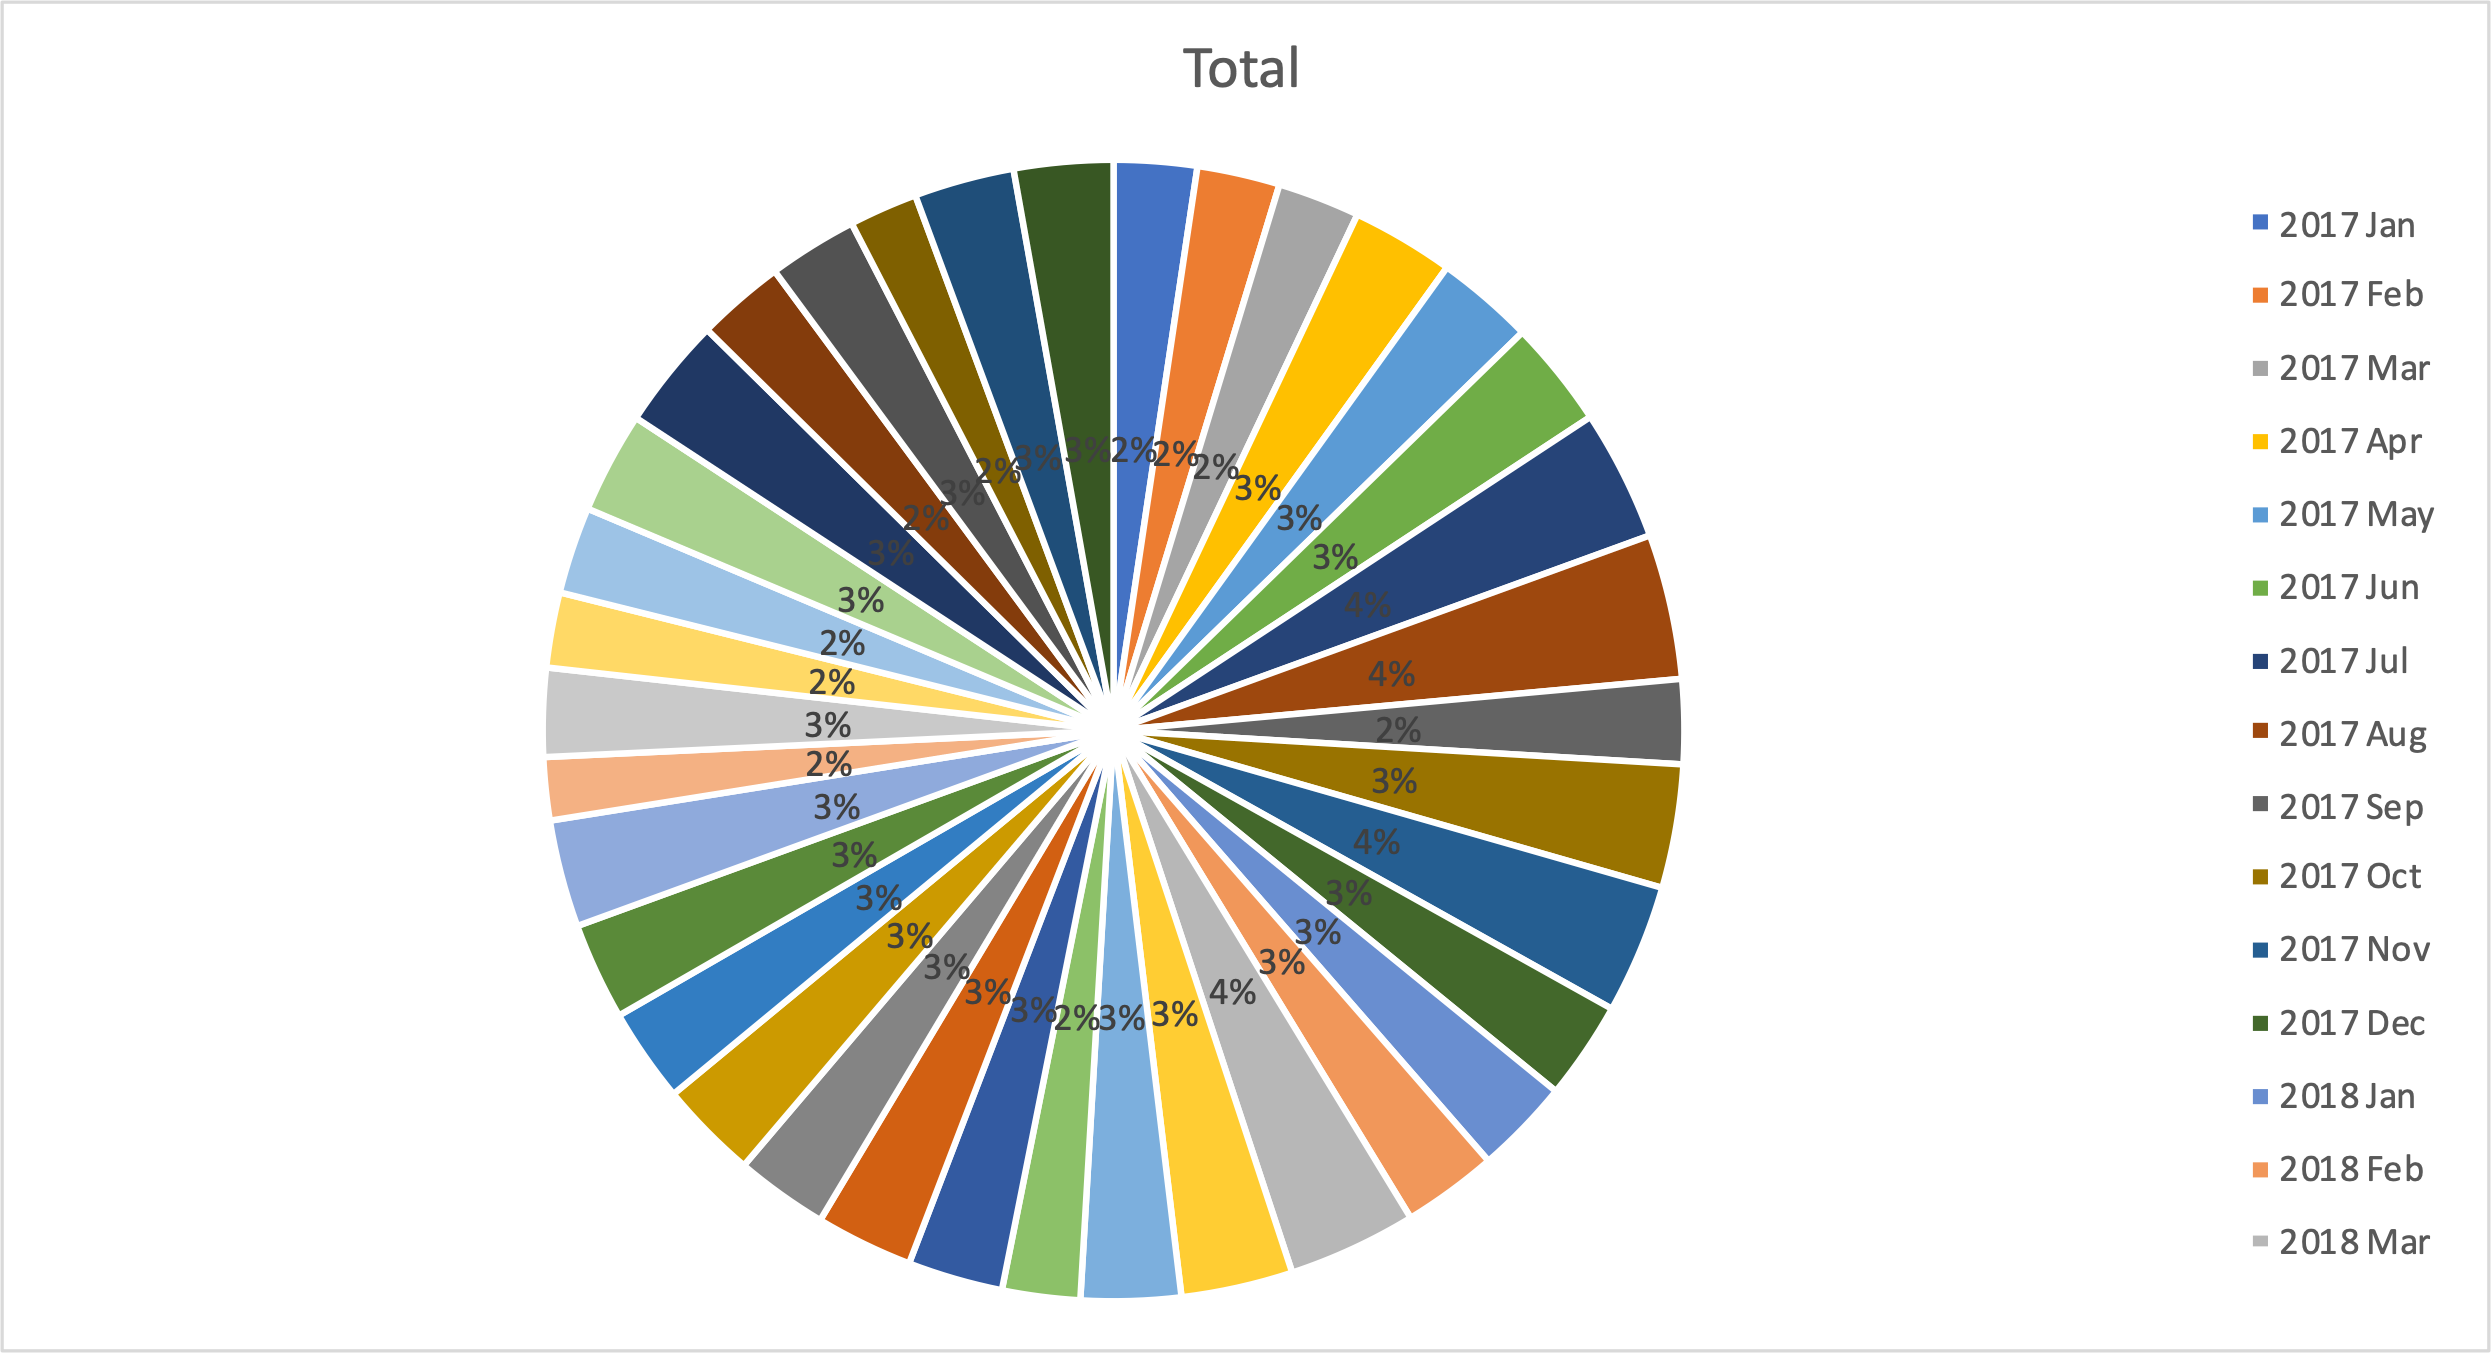 Total
2%
2%
2%
3%
3%
3%
4%
4%
2%
3%
4%
3%
3%
3%
4%
3%
3%
2%
3%
3%
3%
3%
3%
3%
3%
2%
3%
2%
2%
3%
3%
2%
3%
2%
3%
3%
2017 Jan
2017 Feb
2017 Mar
2017 Apr
2017 May
2017 Jun
2017 Jul
2017 Aug
2017 Sep
2017 Oct
2017 Nov
2017 Dec
2018 Jan
2018 Feb
2018 Mar